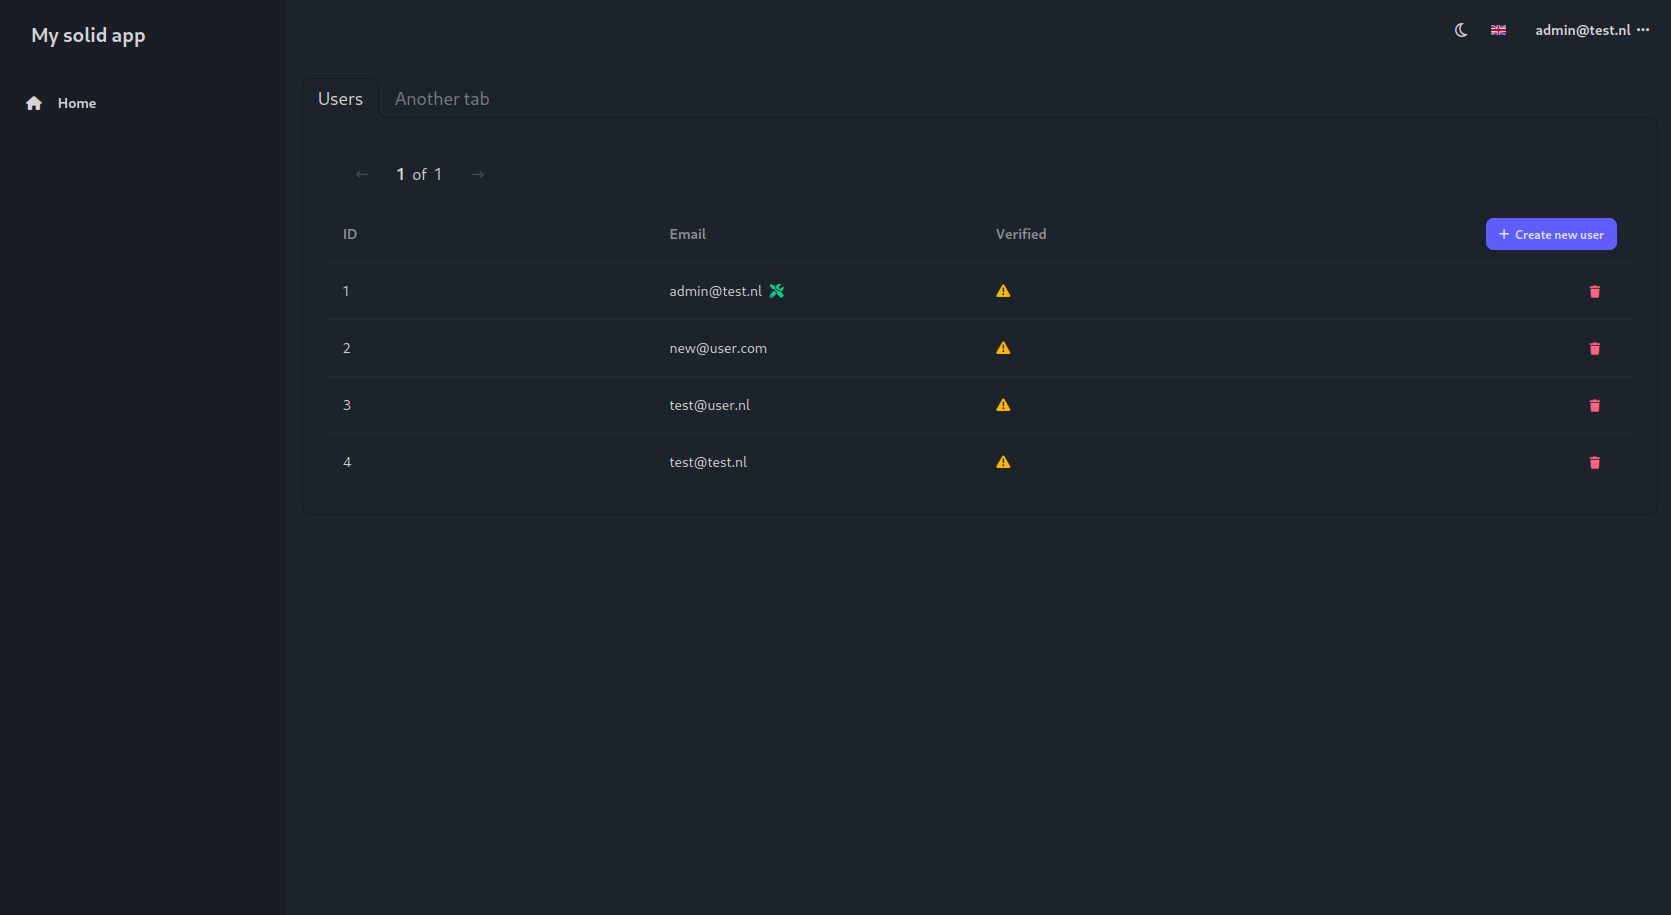 My solid app
admin@test.nl
Home
Users
Another tab
1 of 1
ID Email Verified Create new user
1 admin@test.nl
2 new@user.com
3 test@user.nl
4 test@test.nl